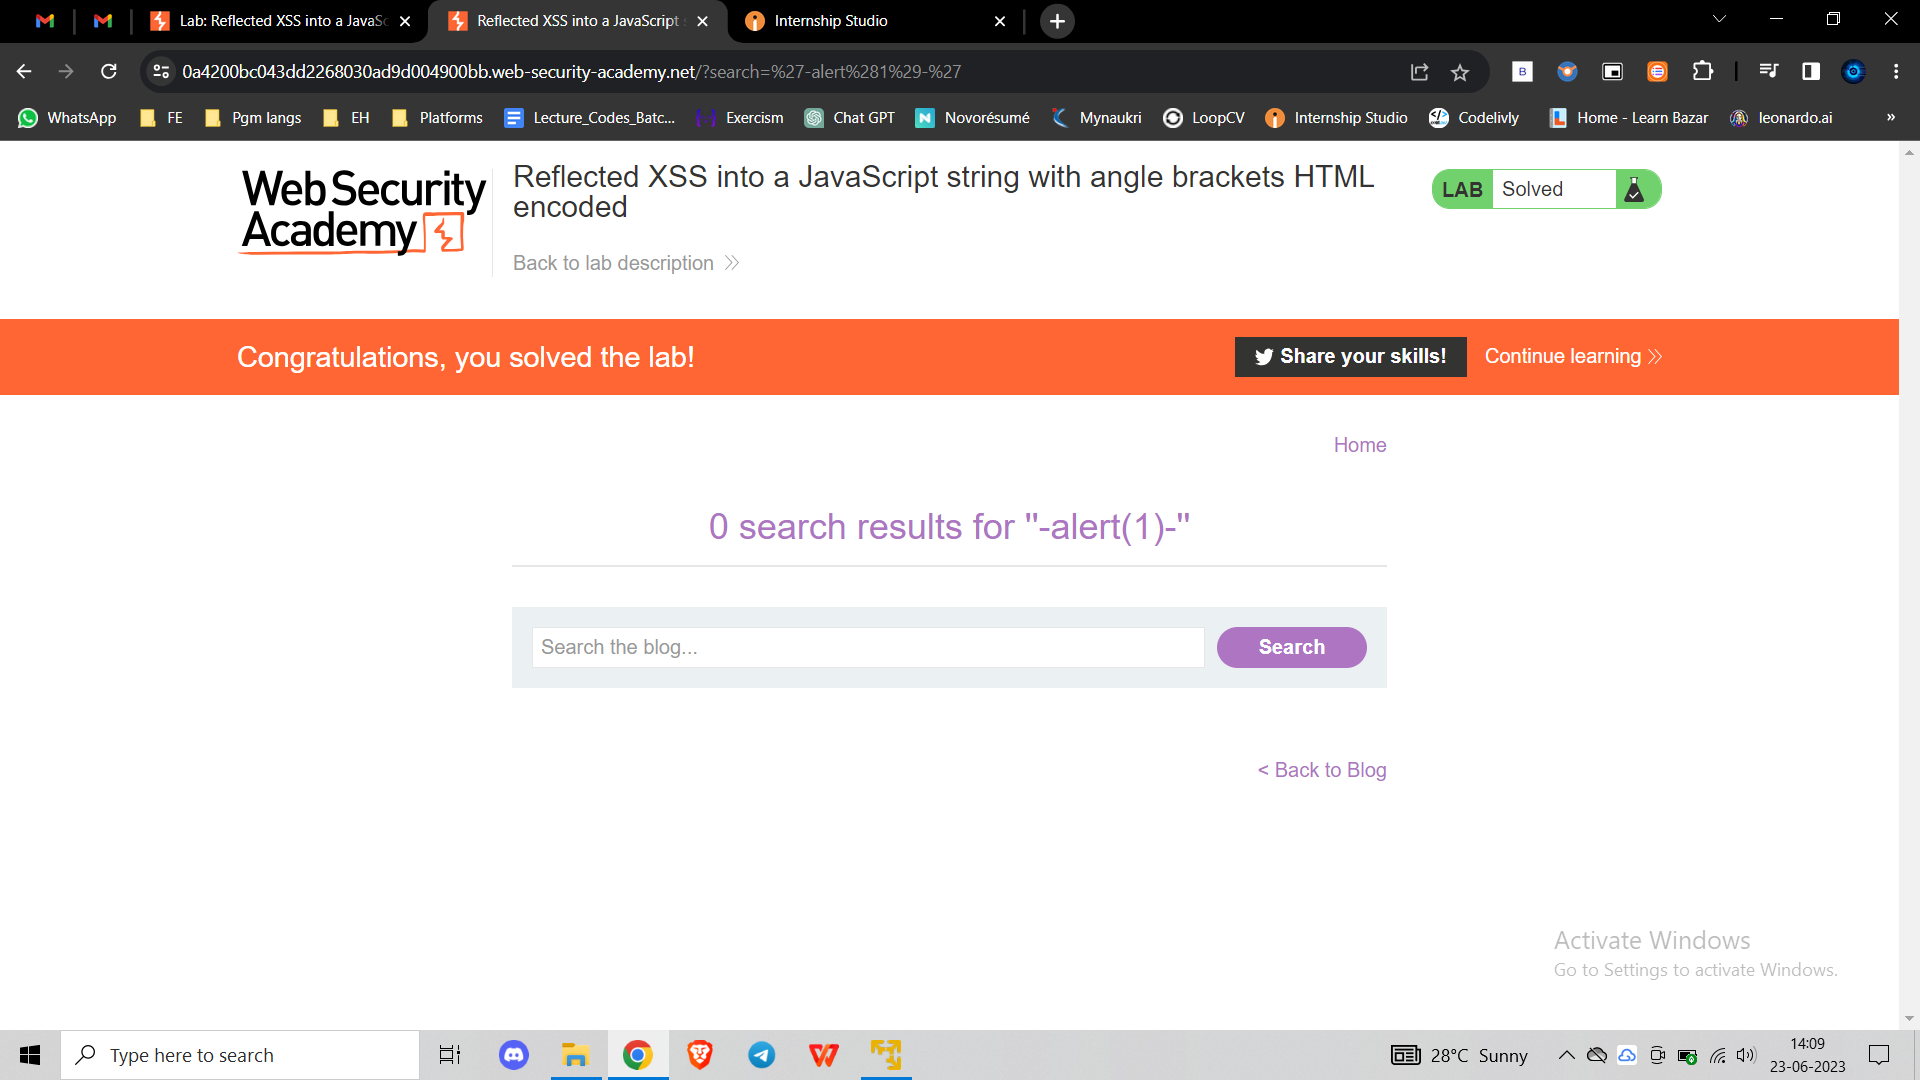 Lab: Reflected XSS into a JavaSc
Reflected XSS into a JavaScript
Internship Studio
0a4200bc043dd2268030ad9d004900bb.web-security-academy.net/?search=%27-alert%281%29-%27
WhatsApp
FE
Pgm langs
EH
Platforms
Lecture_Codes_Batc...
Exercism
Chat GPT
Novorésumé
Mynaukri
LoopCV
Internship Studio
Codelivly
Home - Learn Bazar
leonardo.ai
»
WebSecurity
Academy
Reflected XSS into a JavaScript string with angle brackets HTML
encoded
Back to lab description
LAB Solved
Congratulations, you solved the lab!
Share your skills!
Continue learning
Home
0 search results for ''-alert(1)-''
Search the blog...
Search
< Back to Blog
Activate Windows
Go to Settings to activate Windows.
Type here to search
28°C Sunny
14:09
23-06-2023